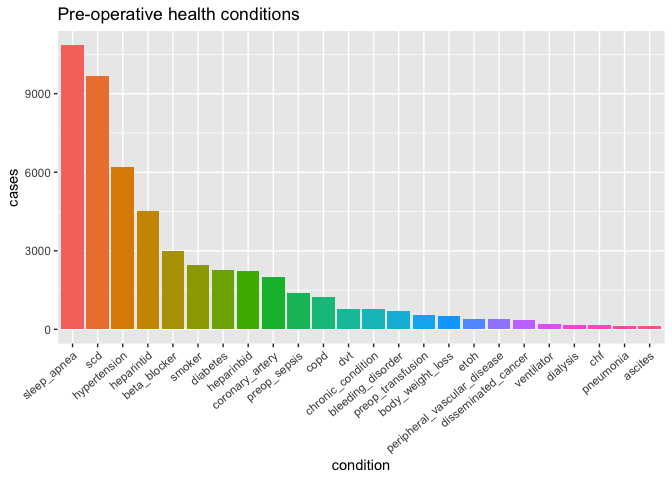 Pre-operative health conditions
cases
9000
6000
3000
0
sleep_apnea
scd
hypertension
heparintid
beta_blocker
smoker
diabetes
heparinbid
coronary_artery
preop_sepsis
copd
dvt
chronic_condition
bleeding_disorder
preop_transfusion
body_weight_loss
etoh
peripheral_vascular_disease
disseminated_cancer
ventilator
dialysis
chf
pneumonia
ascites
condition